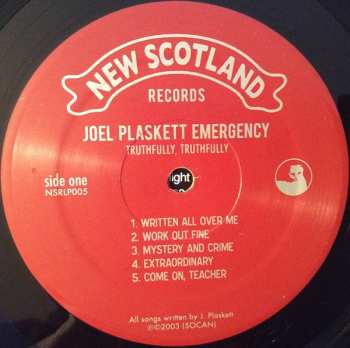 NEW SCOTLAND
RECORDS
JOEL PLASKETT EMERGENCY
TRUTHFULLY, TRUTHFULLY
side one
NSRLP005
light
1. WRITTEN ALL OVER ME
2. WORK OUT FINE
3. MYSTERY AND CRIME
4. EXTRAORDINARY
5. COME ON, TEACHER
All songs written by J. Plaskett
℗©2003 (SOCAN)